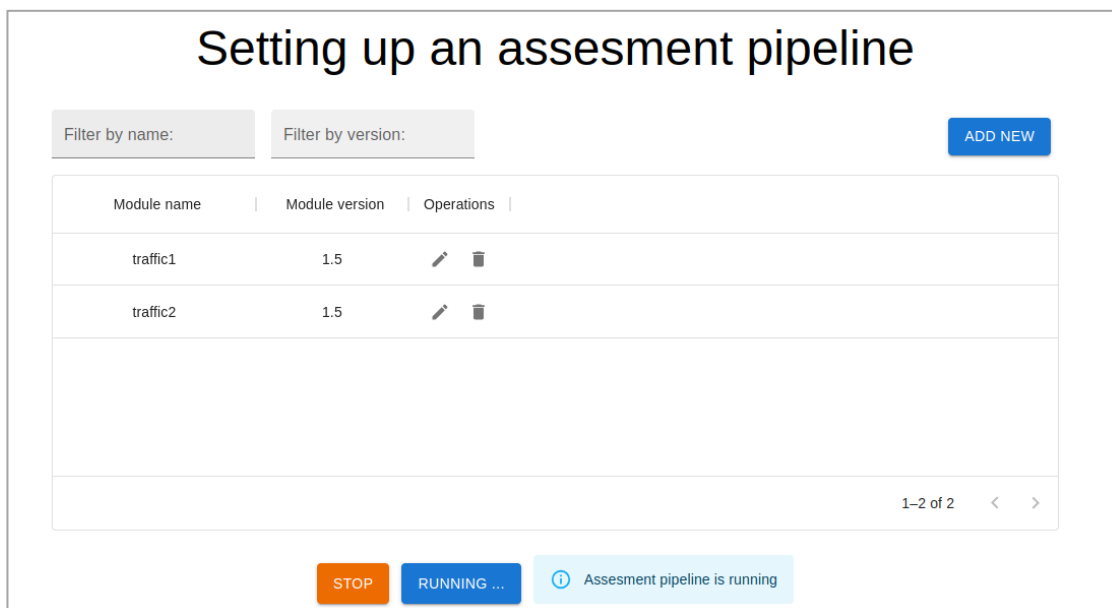 Setting up an assesment pipeline
Filter by name: Filter by version: ADD NEW
Module name Module version Operations
traffic1 1.5
traffic2 1.5
1–2 of 2
STOP RUNNING ... Assesment pipeline is running